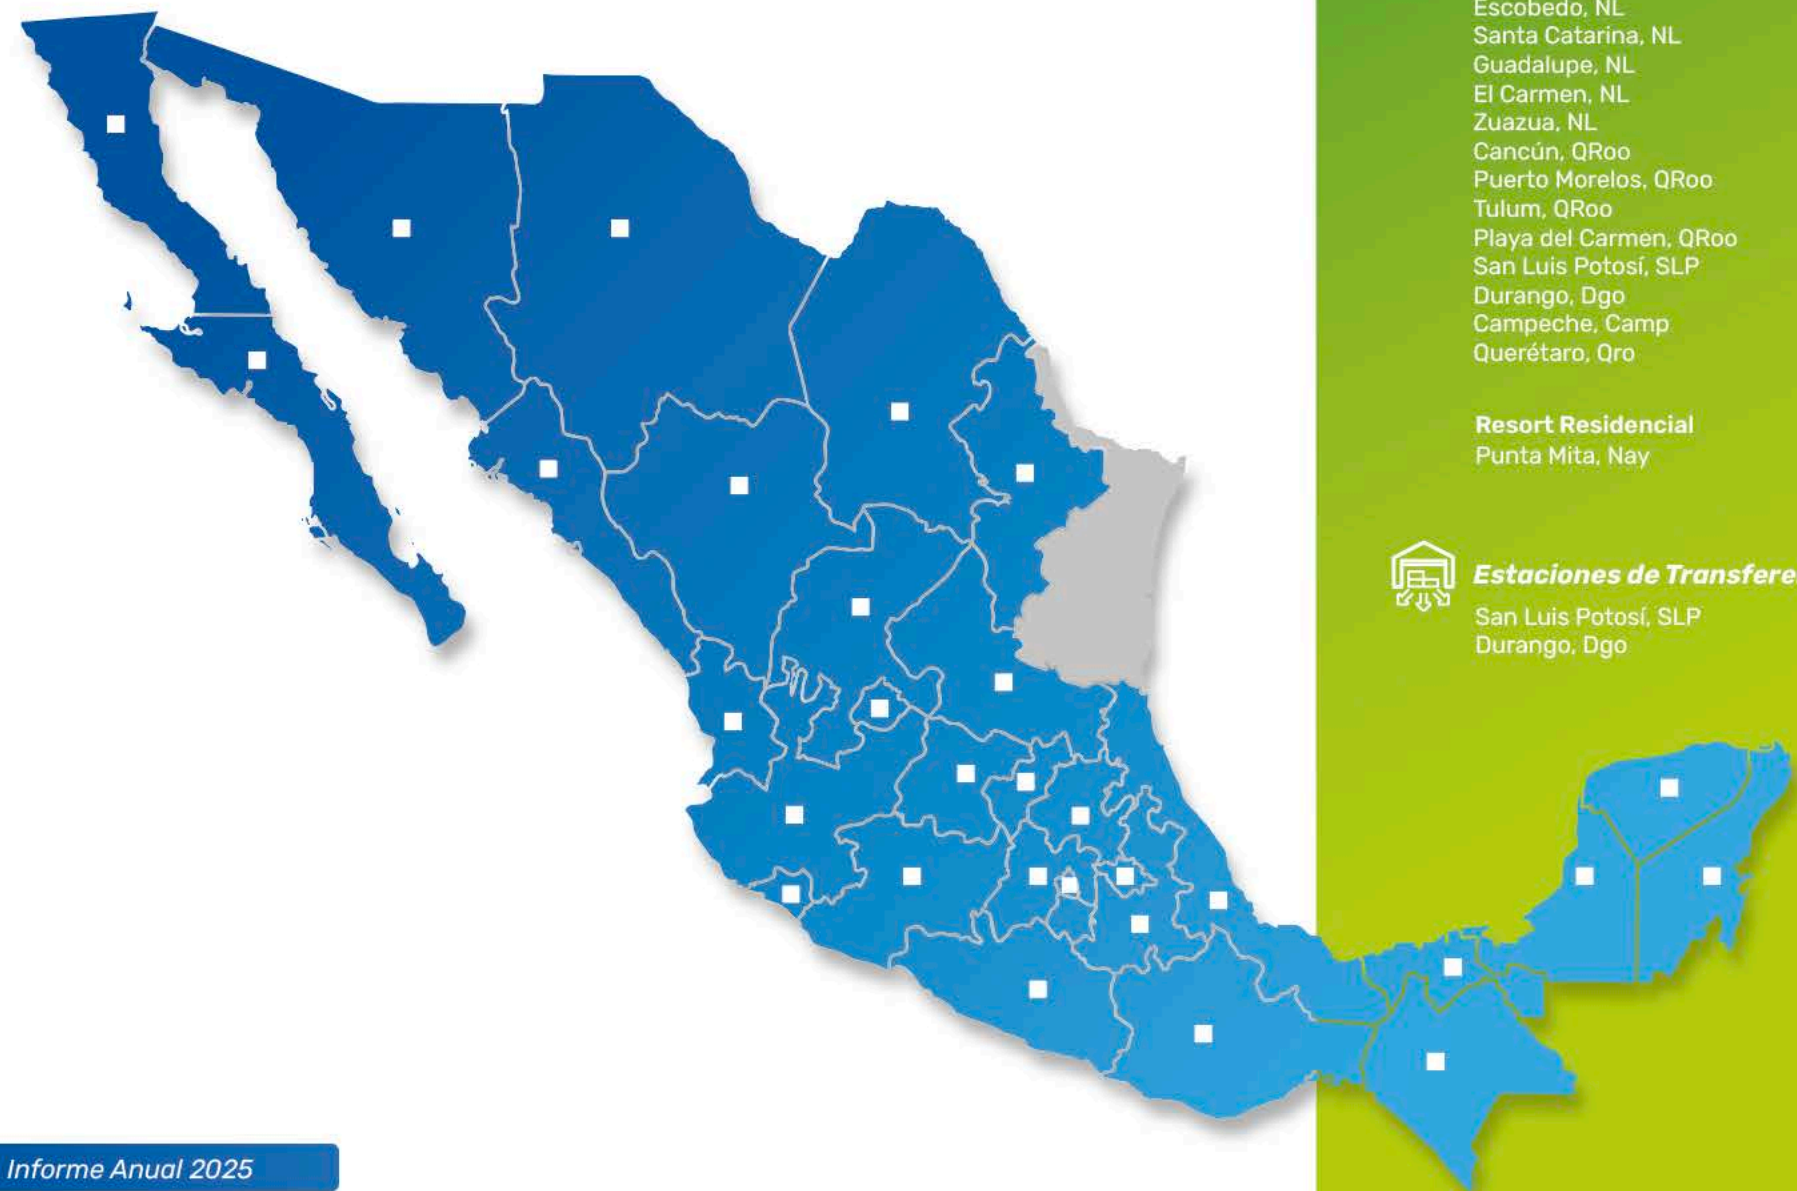 Escobedo, NL
Santa Catarina, NL
Guadalupe, NL
El Carmen, NL
Zuazua, NL
Cancún, QRoo
Puerto Morelos, QRoo
Tulum, QRoo
Playa del Carmen, QRoo
San Luis Potosí, SLP
Durango, Dgo
Campeche, Camp
Querétaro, Qro
Resort Residencial
Punta Mita, Nay
Estaciones de Transfere
San Luis Potosí, SLP
Durango, Dgo
Informe Anual 2025